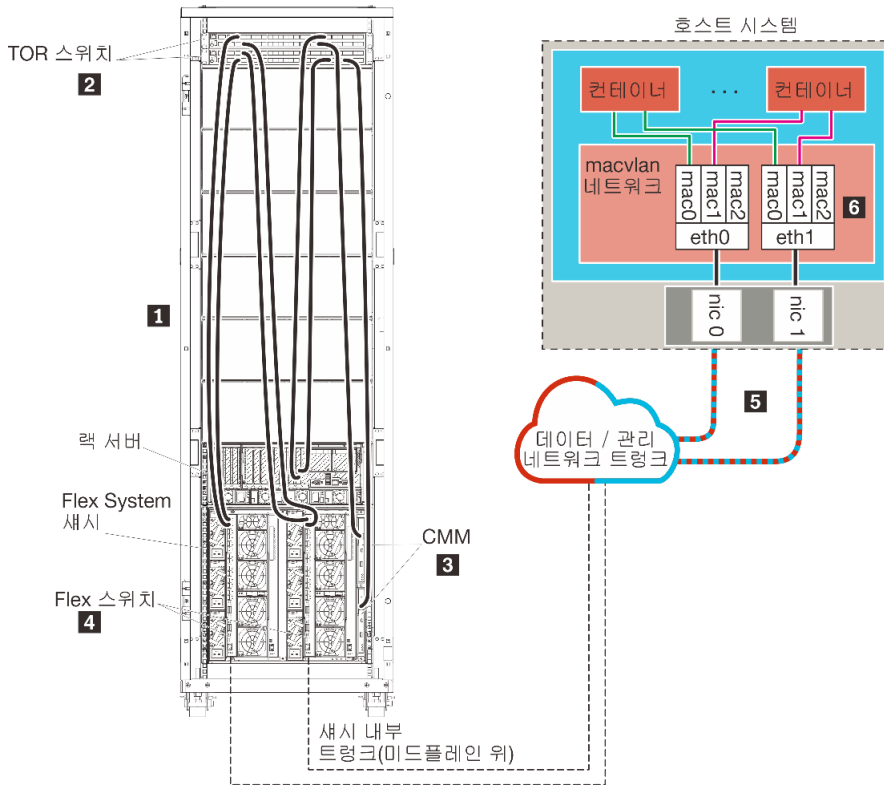 TOR 스위치
2
1
랙 서버
Flex System
섀시
Flex 스위치
4
CMM
3
섀시 내부
트렁크(미드플레인 위)
호스트 시스템
컨테이너
...
컨테이너
macvlan
네트워크
mac0
mac1
mac2
mac0
mac1
mac2
6
eth0
eth1
nic 0
nic 1
5
데이터 / 관리
네트워크 트렁크